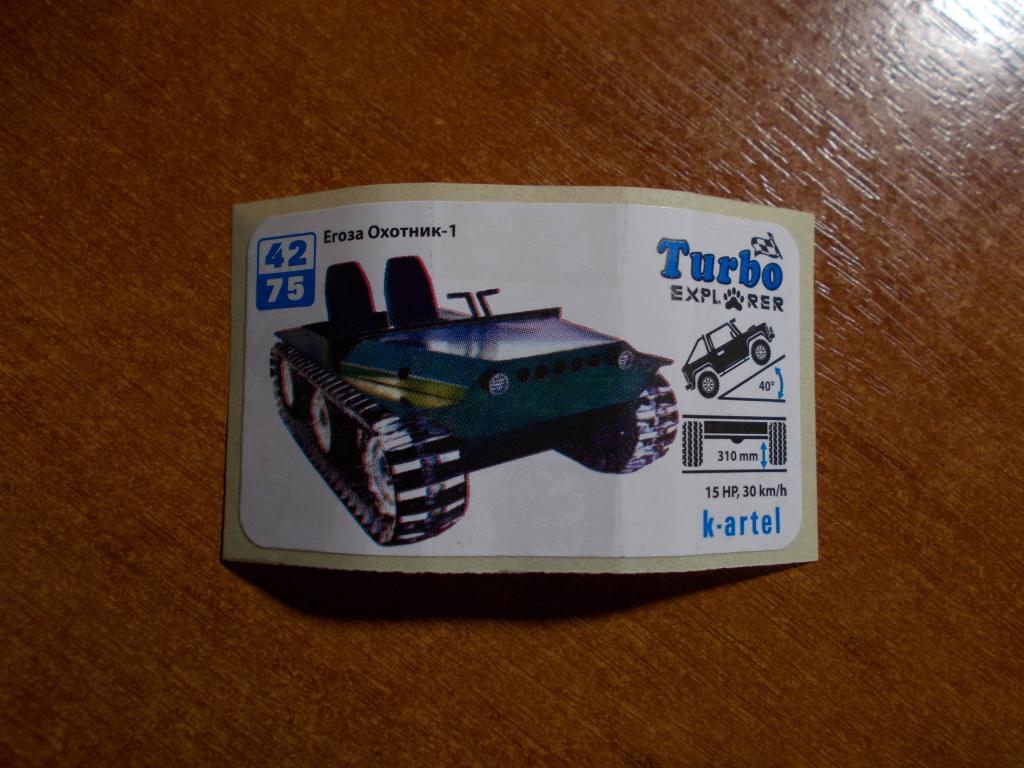 42
75
Егоза Охотник-1
Turbo
EXPLORER
40°
310 mm
15 HP, 30 km/h
k-artel